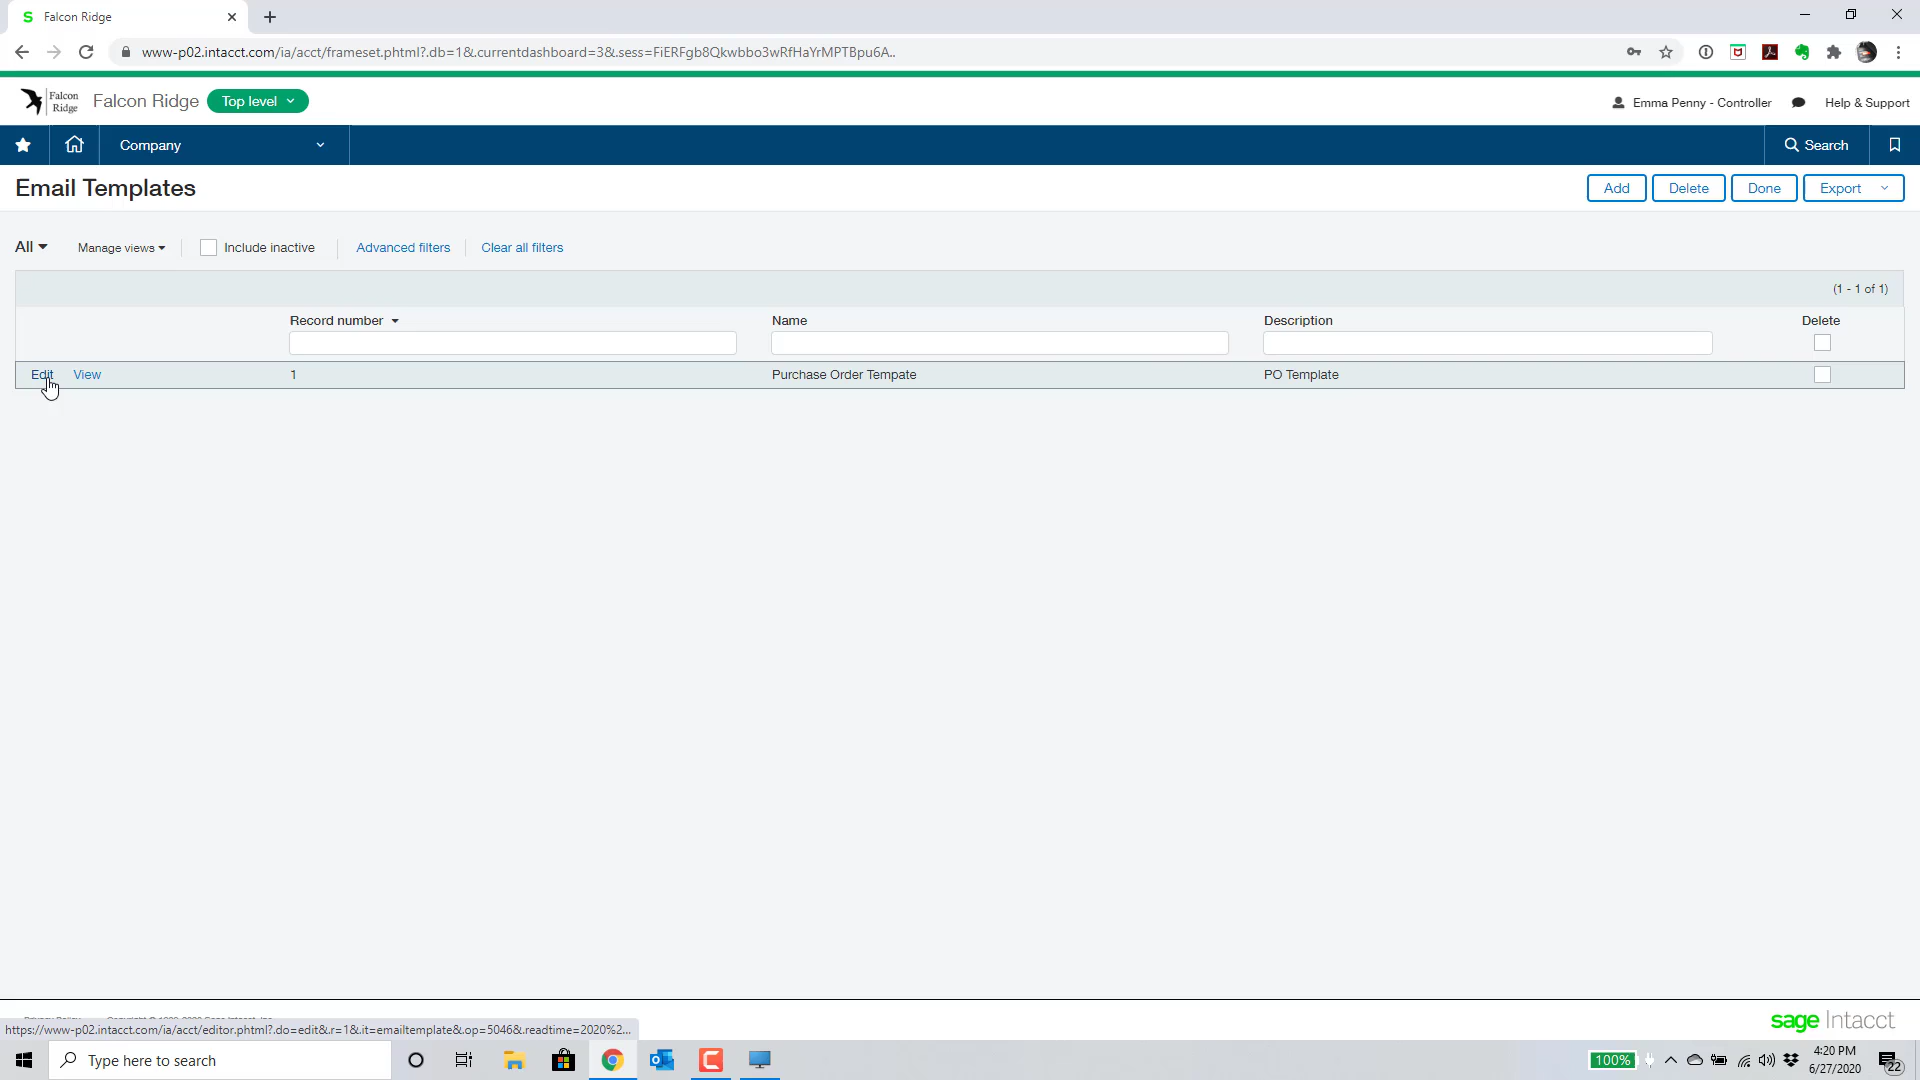 Falcon Ridge
www-p02.intacct.com/ia/acct/frameset.phtml?.db=1&.currentdashboard=3&.sess=FiERFgb8Qkwbbo3wRfHaYrMPTBpu6A..
Falcon
Ridge
Falcon Ridge
Top level
Emma Penny - Controller
Help & Support
Company
Search
Email Templates
Add
Delete
Done
Export
All
Manage views
Include inactive
Advanced filters
Clear all filters
(1 - 1 of 1)
Record number
Name
Description
Delete
Edit
View
1
Purchase Order Tempate
PO Template
https://www-p02.intacct.com/ia/acct/editor.phtml?.do=edit&.r=1&.it=emailtemplate&.op=5046&.readtime=2020%2...
sage Intacct
Type here to search
100%
4:20 PM
6/27/2020
22